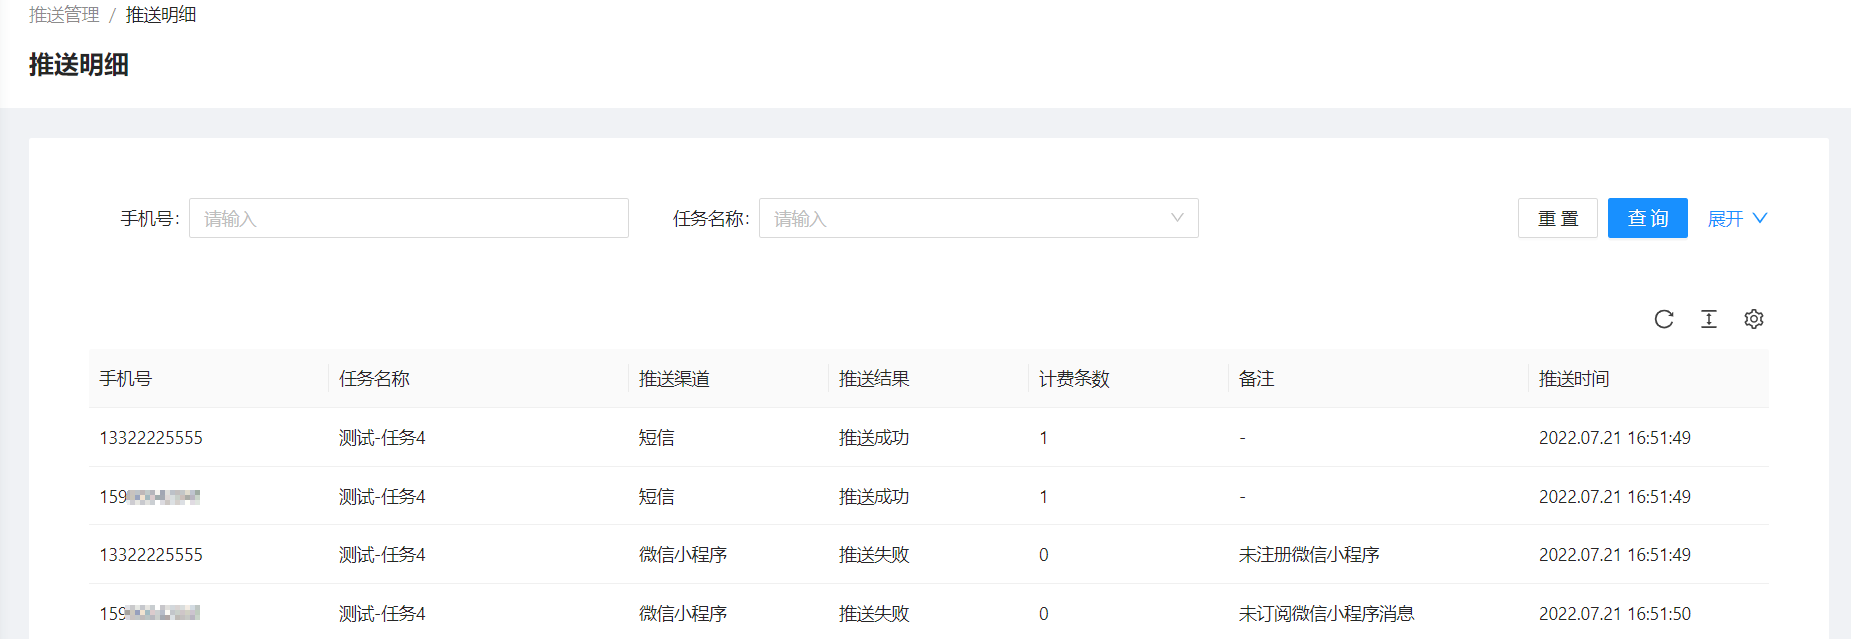 推送管理 / 推送明细
推送明细
手机号: 请输入 任务名称: 请输入 重 置 查 询 展开
手机号 任务名称 推送渠道 推送结果 计费条数 备注 推送时间
13322225555 测试-任务4 短信 推送成功 1 - 2022.07.21 16:51:49
159 测试-任务4 短信 推送成功 1 - 2022.07.21 16:51:49
13322225555 测试-任务4 微信小程序 推送失败 0 未注册微信小程序 2022.07.21 16:51:49
159 测试-任务4 微信小程序 推送失败 0 未订阅微信小程序消息 2022.07.21 16:51:50